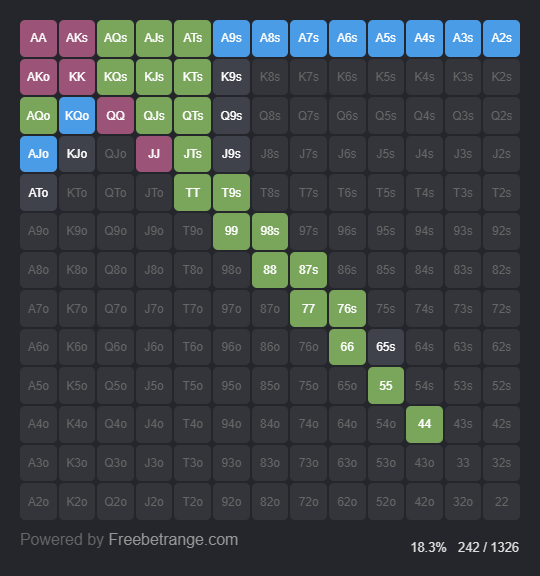 AA AKs AQs AJs ATs A9s A8s A7s A6s A5s A4s A3s A2s
AKo KK KQs KJs KTs K9s K8s K7s K6s K5s K4s K3s K2s
AQo KQo QQ QJs QTs Q9s Q8s Q7s Q6s Q5s Q4s Q3s Q2s
AJo KJo QJo JJ JTs J9s J8s J7s J6s J5s J4s J3s J2s
ATo KTo QTo JTo TT T9s T8s T7s T6s T5s T4s T3s T2s
A9o K9o Q9o J9o T9o 99 98s 97s 96s 95s 94s 93s 92s
A8o K8o Q8o J8o T8o 98o 88 87s 86s 85s 84s 83s 82s
A7o K7o Q7o J7o T7o 97o 87o 77 76s 75s 74s 73s 72s
A6o K6o Q6o J6o T6o 96o 86o 76o 66 65s 64s 63s 62s
A5o K5o Q5o J5o T5o 95o 85o 75o 65o 55 54s 53s 52s
A4o K4o Q4o J4o T4o 94o 84o 74o 64o 54o 44 43s 42s
A3o K3o Q3o J3o T3o 93o 83o 73o 63o 53o 43o 33 32s
A2o K2o Q2o J2o T2o 92o 82o 72o 62o 52o 42o 32o 22
Powered by Freebetrange.com
18.3% 242 / 1326